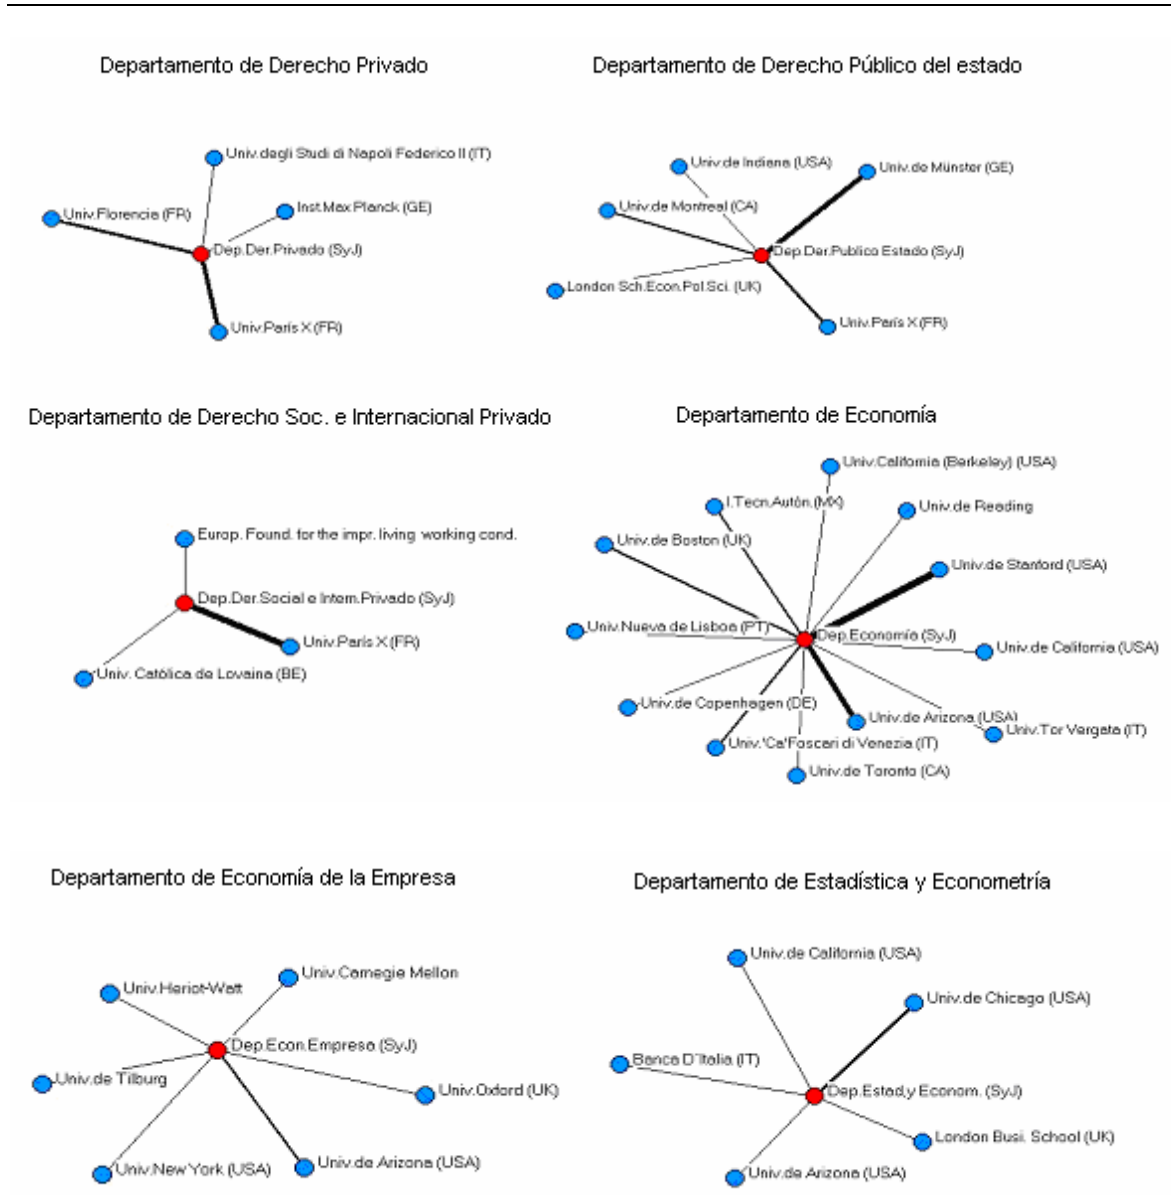 Departamento de Derecho Privado
Univ.degli Studi di Napoli Federico II (IT)
Univ.Florencia (FR)
Inst.Max Planck (GE)
Dep.Der.Privado (SyJ)
Univ.París X (FR)
Departamento de Derecho Público del estado
Univ.de Indiana (USA)
Univ.de Münster (GE)
Univ.de Montreal (CA)
Dep.Der.Publico Estado (SyJ)
London Sch.Econ.Pol.Sci. (UK)
Univ.París X (FR)
Departamento de Derecho Soc. e Internacional Privado
Europ. Found. for the impr. living working cond.
Dep.Der.Social e Intern.Privado (SyJ)
Univ.París X (FR)
Univ. Católica de Lovaina (BE)
Departamento de Economía
Univ.California (Berkeley) (USA)
I.Tecn.Autón.(MX)
Univ.de Reading
Univ.de Boston (UK)
Univ.de Stanford (USA)
Univ.Nueva de Lisboa (PT)
Dep.Economía (SyJ)
Univ.de California (USA)
Univ.de Copenhagen (DE)
Univ.de Arizona (USA)
Univ.Tor Vergata (IT)
Univ.'Ca'Foscari di Venezia (IT)
Univ.de Toronto (CA)
Departamento de Economía de la Empresa
Univ.Carnegie Mellon
Univ.Heriot-Watt
Dep.Econ.Empresa (SyJ)
Univ.de Tilburg
Univ.Oxford (UK)
Univ.New York (USA)
Univ.de Arizona (USA)
Departamento de Estadística y Econometría
Univ.de California (USA)
Univ.de Chicago (USA)
Banca D´Italia (IT)
Dep.Estad.y Econom. (SyJ)
London Busi. School (UK)
Univ.de Arizona (USA)